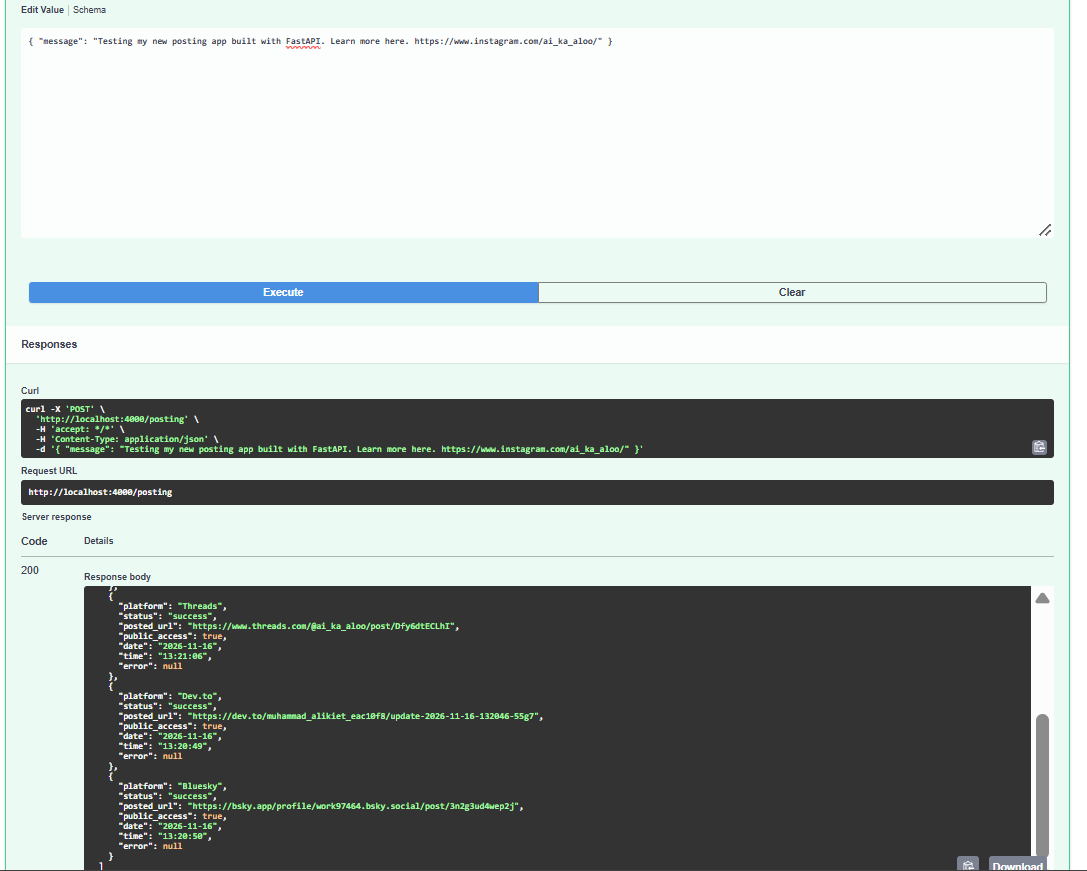 Edit Value | Schema
{ "message": "Testing my new posting app built with FastAPI. Learn more here. https://www.instagram.com/ai_ka_aloo/" }
Execute
Clear
Responses
Curl
curl -X 'POST' \
'http://localhost:4000/posting' \
-H 'accept: */*' \
-H 'Content-Type: application/json' \
-d '{ "message": "Testing my new posting app built with FastAPI. Learn more here. https://www.instagram.com/ai_ka_aloo/" }'
Request URL
http://localhost:4000/posting
Server response
Code Details
200
Response body
},
{
"platform": "Threads",
"status": "success",
"posted_url": "https://www.threads.com/@ai_ka_aloo/post/Dfy6dtECLhI",
"public_access": true,
"date": "2026-11-16",
"time": "13:21:06",
"error": null
},
{
"platform": "Dev.to",
"status": "success",
"posted_url": "https://dev.to/muhammad_alikiet_eac10f8/update-2026-11-16-132046-55g7",
"public_access": true,
"date": "2026-11-16",
"time": "13:20:49",
"error": null
},
{
"platform": "Bluesky",
"status": "success",
"posted_url": "https://bsky.app/profile/work97464.bsky.social/post/3n2g3ud4wep2j",
"public_access": true,
"date": "2026-11-16",
"time": "13:20:50",
"error": null
}
]
Download